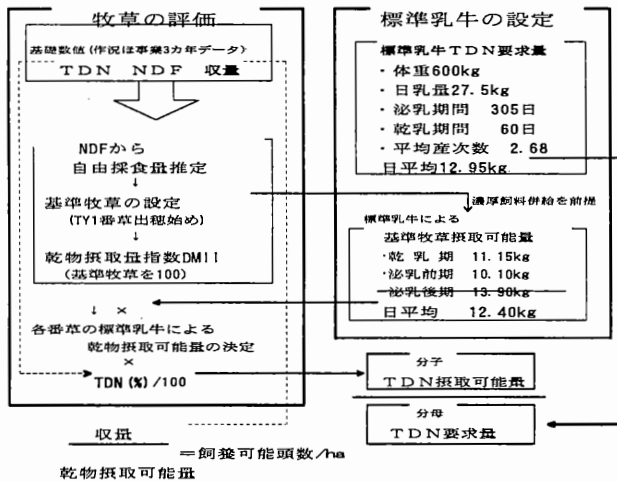 牧草の評価
基礎数値(作況ほ事業3カ年データ)
TDN NDF 収量
NDFから
自由採食量推定
↓
基準牧草の設定
(TY1番草出穂始め)
↓
乾物摂取量指数DMII
(基準牧草を100)
↓ ×
各番草の標準乳牛による
乾物摂取可能量の決定
×
TDN(%)/100
収量
乾物摂取可能量
=飼養可能頭数/ha
標準乳牛の設定
標準乳牛TDN要求量
・体重600kg
・日乳量27.5kg
・泌乳期間 305日
・乾乳期間 60日
・平均産次数 2.68
日平均12.95kg
濃厚飼料併給を前提
標準乳牛による
基準牧草摂取可能量
・乾乳期 11.15kg
・泌乳前期 10.10kg
・泌乳後期 13.90kg
日平均 12.40kg
分子
TDN摂取可能量
分母
TDN要求量